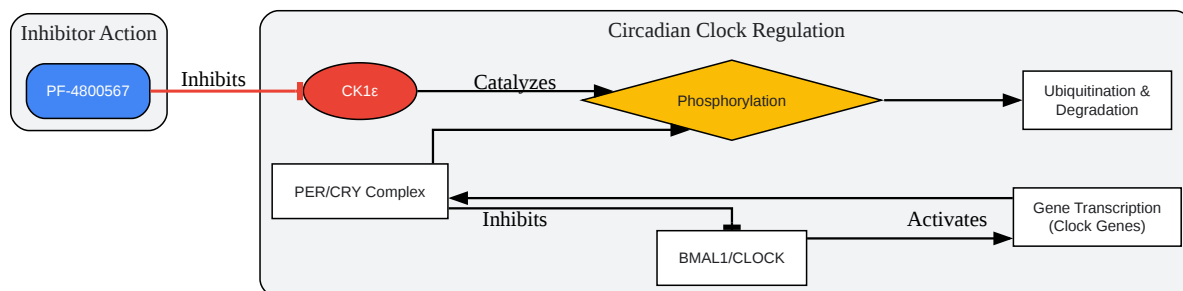 Inhibitor Action
Circadian Clock Regulation
PF-4800567
Inhibits
CK1ε
Catalyzes
Phosphorylation
Ubiquitination &
Degradation
PER/CRY Complex
Inhibits
BMAL1/CLOCK
Activates
Gene Transcription
(Clock Genes)